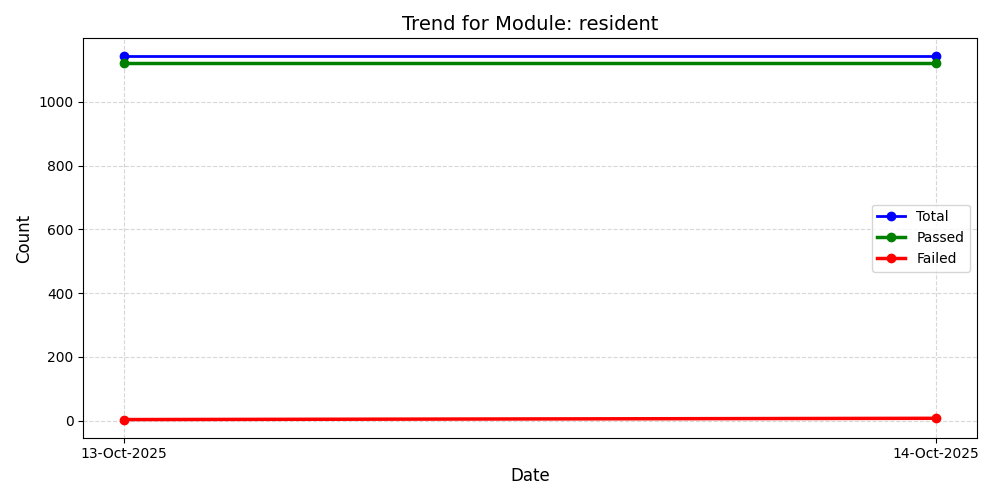 Trend for Module: resident
Count
1000
800
600
400
200
0
Total
Passed
Failed
13-Oct-2025
14-Oct-2025
Date